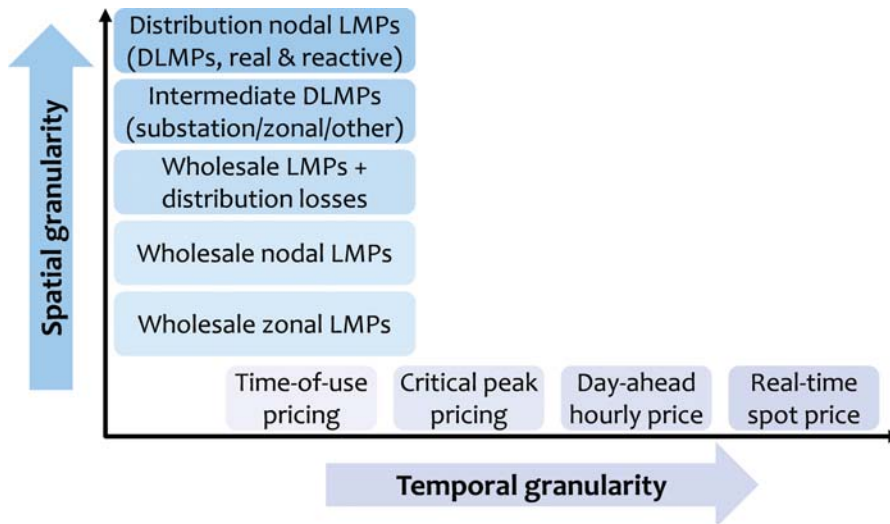 Distribution nodal LMPs
(DLMPs, real & reactive)
Intermediate DLMPs
(substation/zonal/other)
Wholesale LMPs +
distribution losses
Wholesale nodal LMPs
Wholesale zonal LMPs
Spatial granularity
Time-of-use
pricing
Critical peak
pricing
Day-ahead
hourly price
Real-time
spot price
Temporal granularity